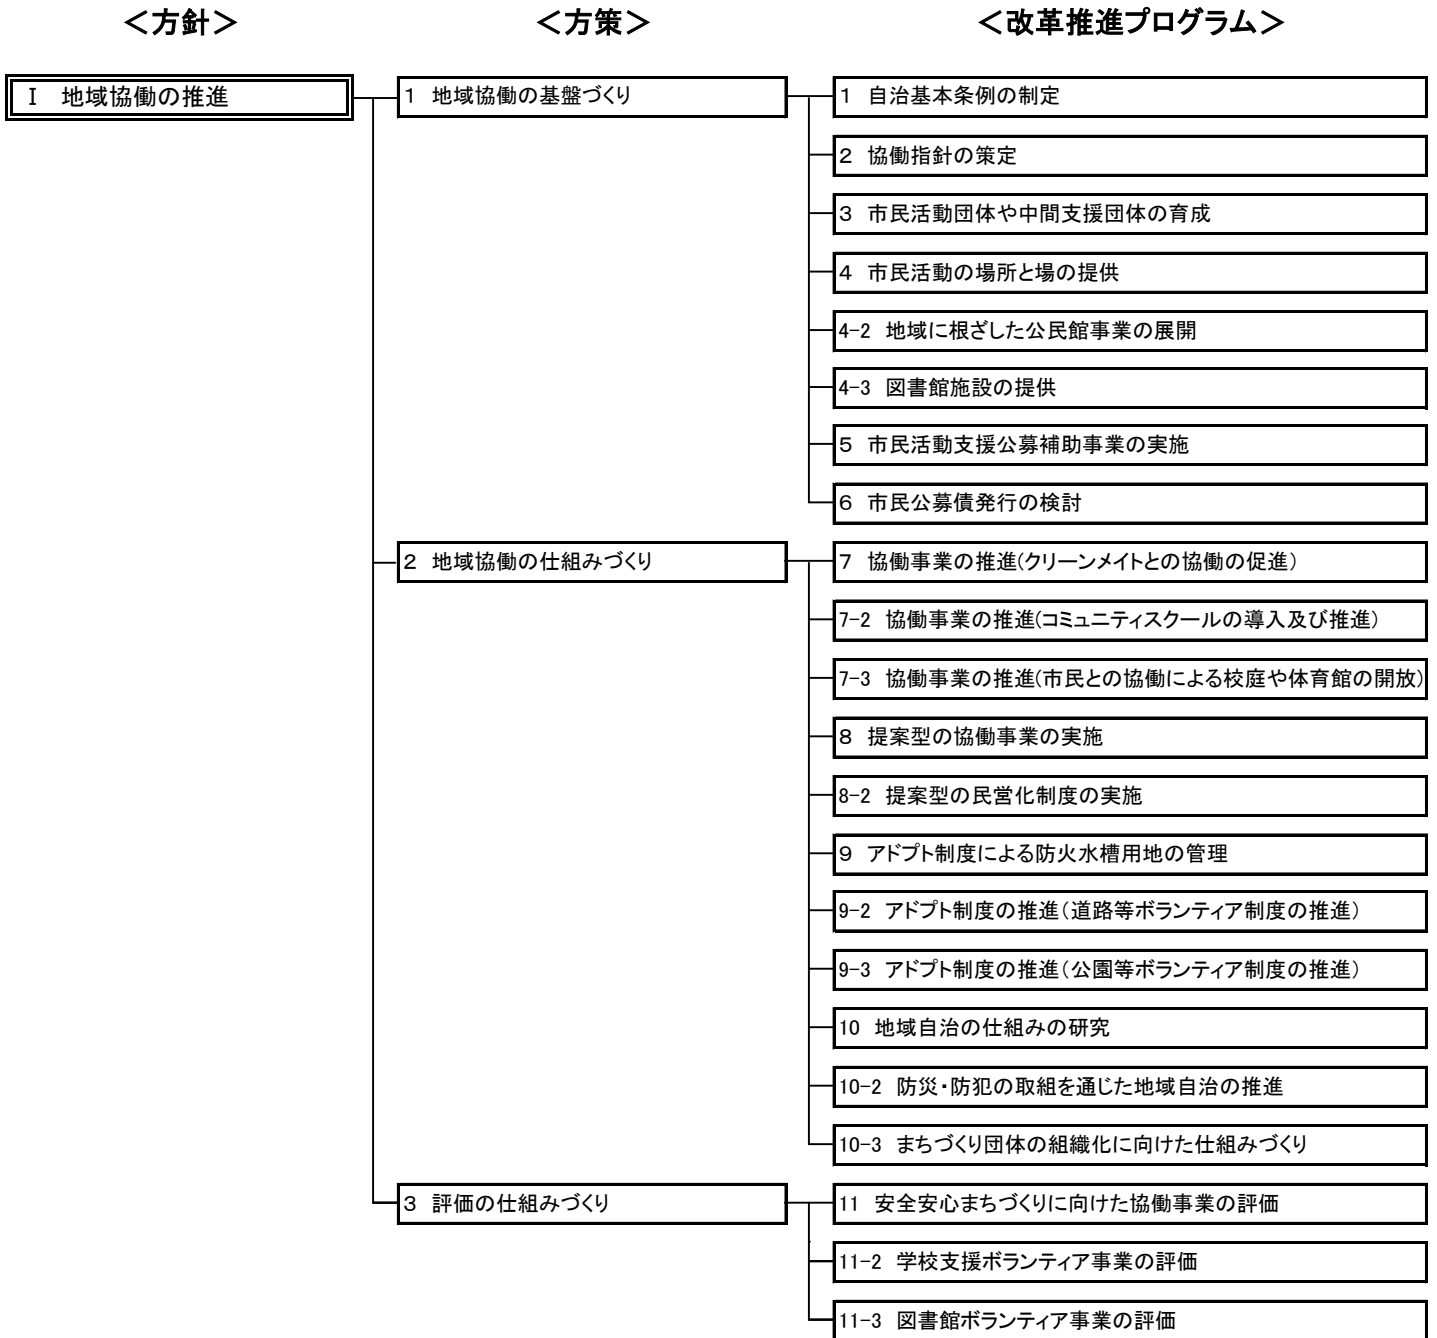 ＜方針＞ ＜方策＞ ＜改革推進プログラム＞
Ⅰ 地域協働の推進
1 地域協働の基盤づくり
1 自治基本条例の制定
2 協働指針の策定
3 市民活動団体や中間支援団体の育成
4 市民活動の場所と場の提供
4-2 地域に根ざした公民館事業の展開
4-3 図書館施設の提供
5 市民活動支援公募補助事業の実施
6 市民公募債発行の検討
2 地域協働の仕組みづくり
7 協働事業の推進(クリーンメイトとの協働の促進)
7-2 協働事業の推進(コミュニティスクールの導入及び推進)
7-3 協働事業の推進(市民との協働による校庭や体育館の開放)
8 提案型の協働事業の実施
8-2 提案型の民営化制度の実施
9 アドプト制度による防火水槽用地の管理
9-2 アドプト制度の推進(道路等ボランティア制度の推進)
9-3 アドプト制度の推進(公園等ボランティア制度の推進)
10 地域自治の仕組みの研究
10-2 防災・防犯の取組を通じた地域自治の推進
10-3 まちづくり団体の組織化に向けた仕組みづくり
3 評価の仕組みづくり
11 安全安心まちづくりに向けた協働事業の評価
11-2 学校支援ボランティア事業の評価
11-3 図書館ボランティア事業の評価